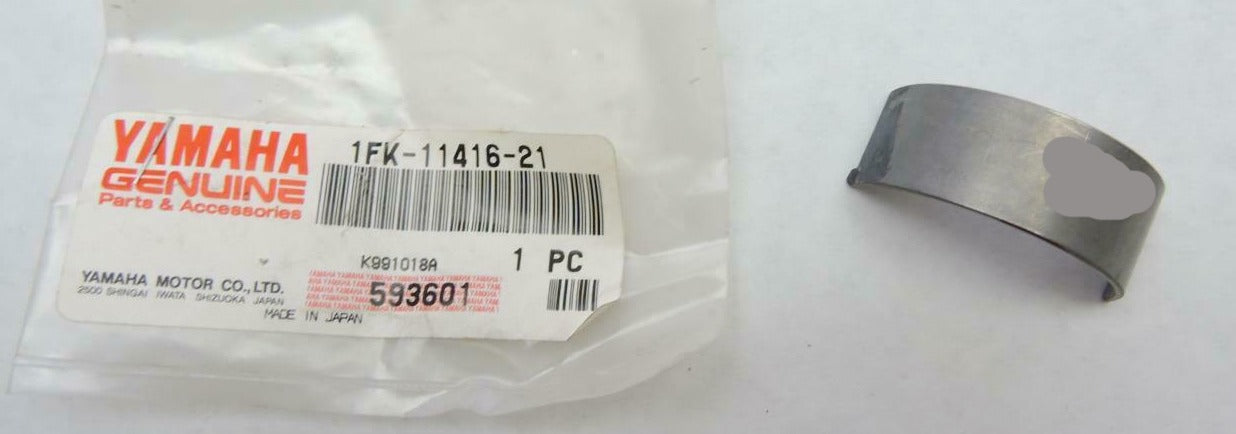 YAMAHA
GENUINE
Parts & Accessories
1FK-11416-21
K991018A
1 PC
YAMAHA MOTOR CO.,LTD.
2500 SHINGAI IWATA SHIZUOKA JAPAN
593601
MADE IN JAPAN